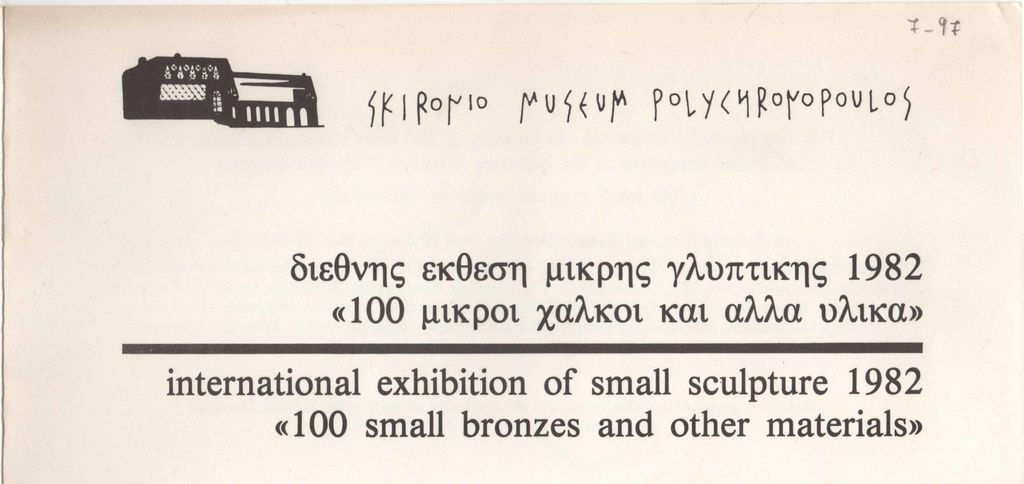 7-97
SKIRONIO MUSEUM POLYCHRONOPOULOS
διεθνης εκθεση μικρης γλυπτικης 1982
«100 μικροι χαλκοι και αλλα υλικα»
international exhibition of small sculpture 1982
«100 small bronzes and other materials»